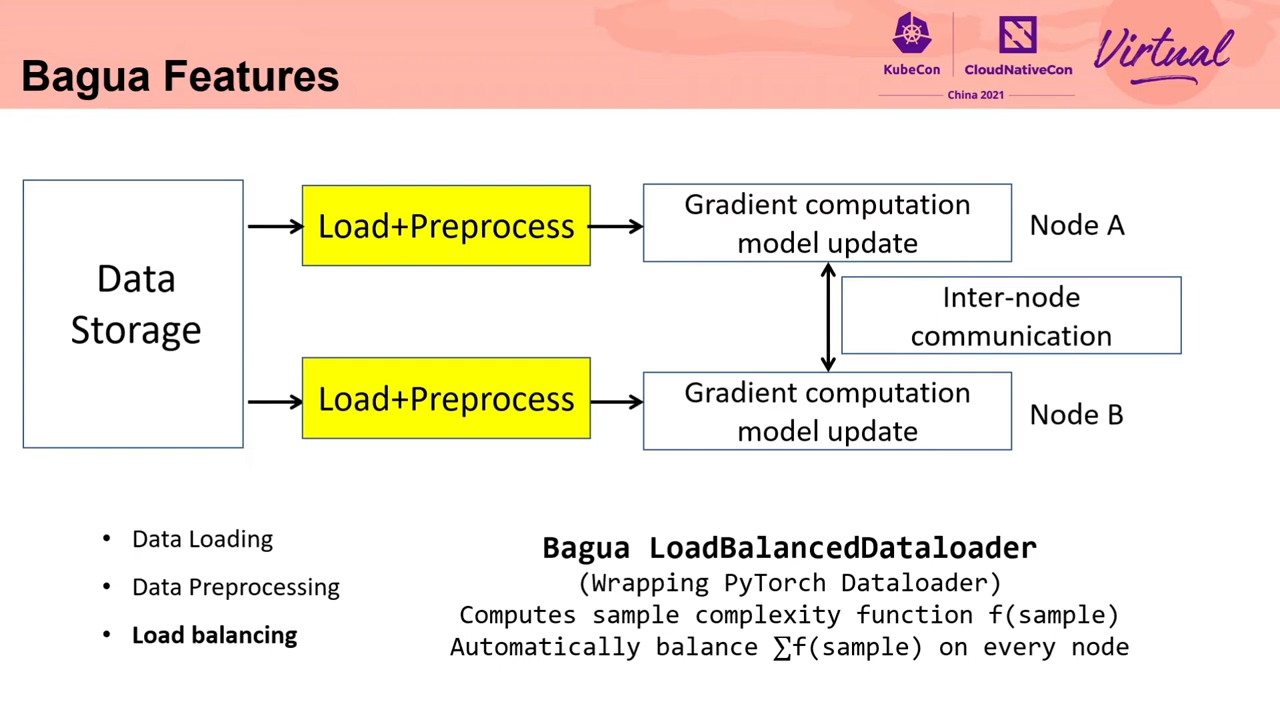 Bagua Features
KubeCon
CloudNativeCon
China 2021
Virtual
Data
Storage
Load+Preprocess
Gradient computation
model update
Node A
Inter-node
communication
Load+Preprocess
Gradient computation
model update
Node B
• Data Loading
• Data Preprocessing
• Load balancing
Bagua LoadBalancedDataloader
(Wrapping PyTorch Dataloader)
Computes sample complexity function f(sample)
Automatically balance ∑f(sample) on every node